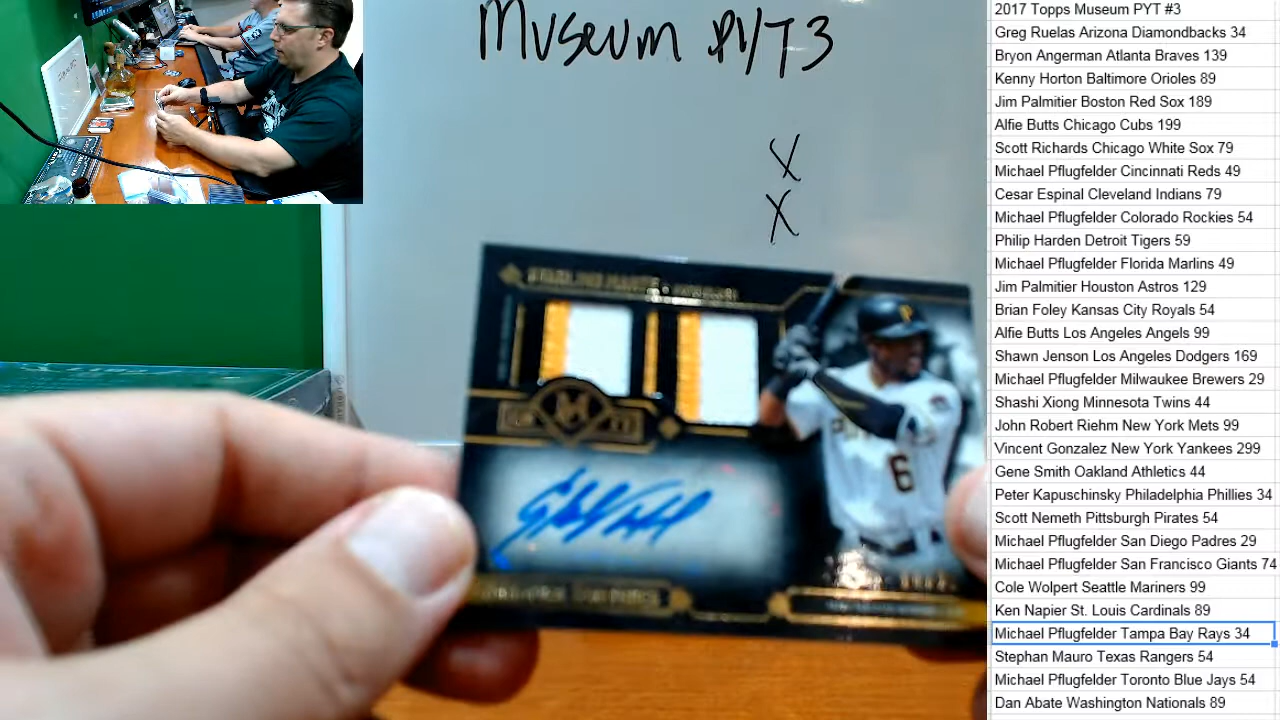 Museum PYT 3
X
X
STARLING MARTE
P
6
2017 Topps Museum PYT #3
Greg Ruelas Arizona Diamondbacks 34
Bryon Angerman Atlanta Braves 139
Kenny Horton Baltimore Orioles 89
Jim Palmitier Boston Red Sox 189
Alfie Butts Chicago Cubs 199
Scott Richards Chicago White Sox 79
Michael Pflugfelder Cincinnati Reds 49
Cesar Espinal Cleveland Indians 79
Michael Pflugfelder Colorado Rockies 54
Philip Harden Detroit Tigers 59
Michael Pflugfelder Florida Marlins 49
Jim Palmitier Houston Astros 129
Brian Foley Kansas City Royals 54
Alfie Butts Los Angeles Angels 99
Shawn Jenson Los Angeles Dodgers 169
Michael Pflugfelder Milwaukee Brewers 29
Shashi Xiong Minnesota Twins 44
John Robert Riehm New York Mets 99
Vincent Gonzalez New York Yankees 299
Gene Smith Oakland Athletics 44
Peter Kapuschinsky Philadelphia Phillies 34
Scott Nemeth Pittsburgh Pirates 54
Michael Pflugfelder San Diego Padres 29
Michael Pflugfelder San Francisco Giants 74
Cole Wolpert Seattle Mariners 99
Ken Napier St. Louis Cardinals 89
Michael Pflugfelder Tampa Bay Rays 34
Stephan Mauro Texas Rangers 54
Michael Pflugfelder Toronto Blue Jays 54
Dan Abate Washington Nationals 89